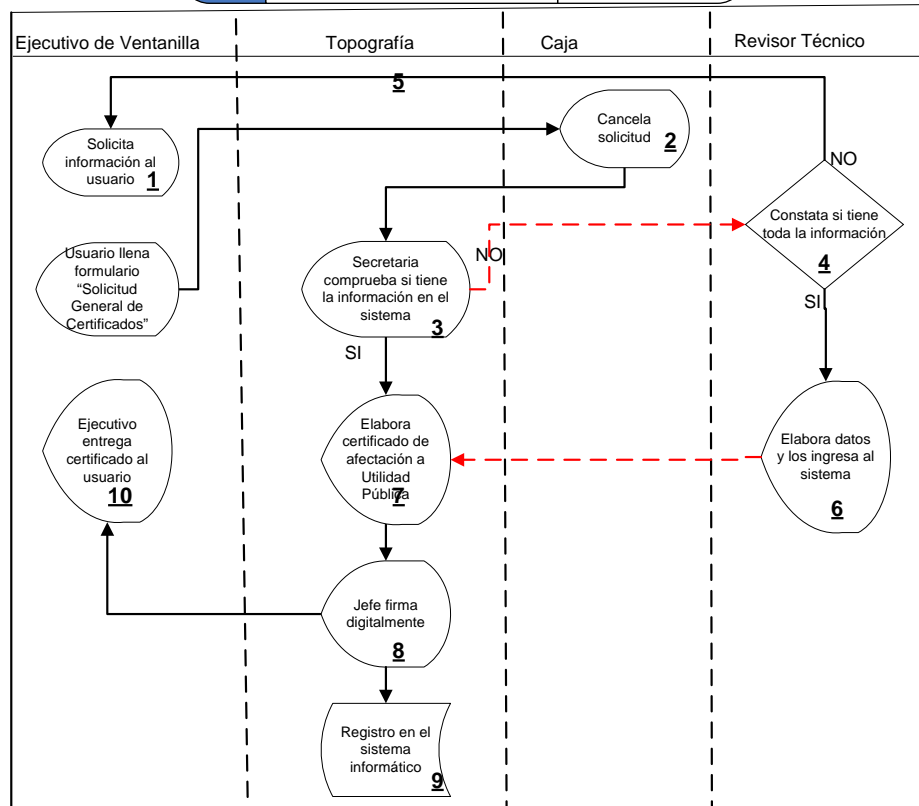 Ejecutivo de Ventanilla
Topografía
Caja
Revisor Técnico
5
Solicita
información al
usuario
1
Cancela
solicitud
2
NO
Constata si tiene
toda la información
4
Usuario llena
formulario
“Solicitud
General de
Certificados”
Secretaria
comprueba si tiene
la información en el
sistema
3
NO
SI
SI
Ejecutivo
entrega
certificado al
usuario
10
Elabora
certificado de
afectación a
Utilidad
Pública
7
Elabora datos
y los ingresa al
sistema
6
Jefe firma
digitalmente
8
Registro en el
sistema
informático
9